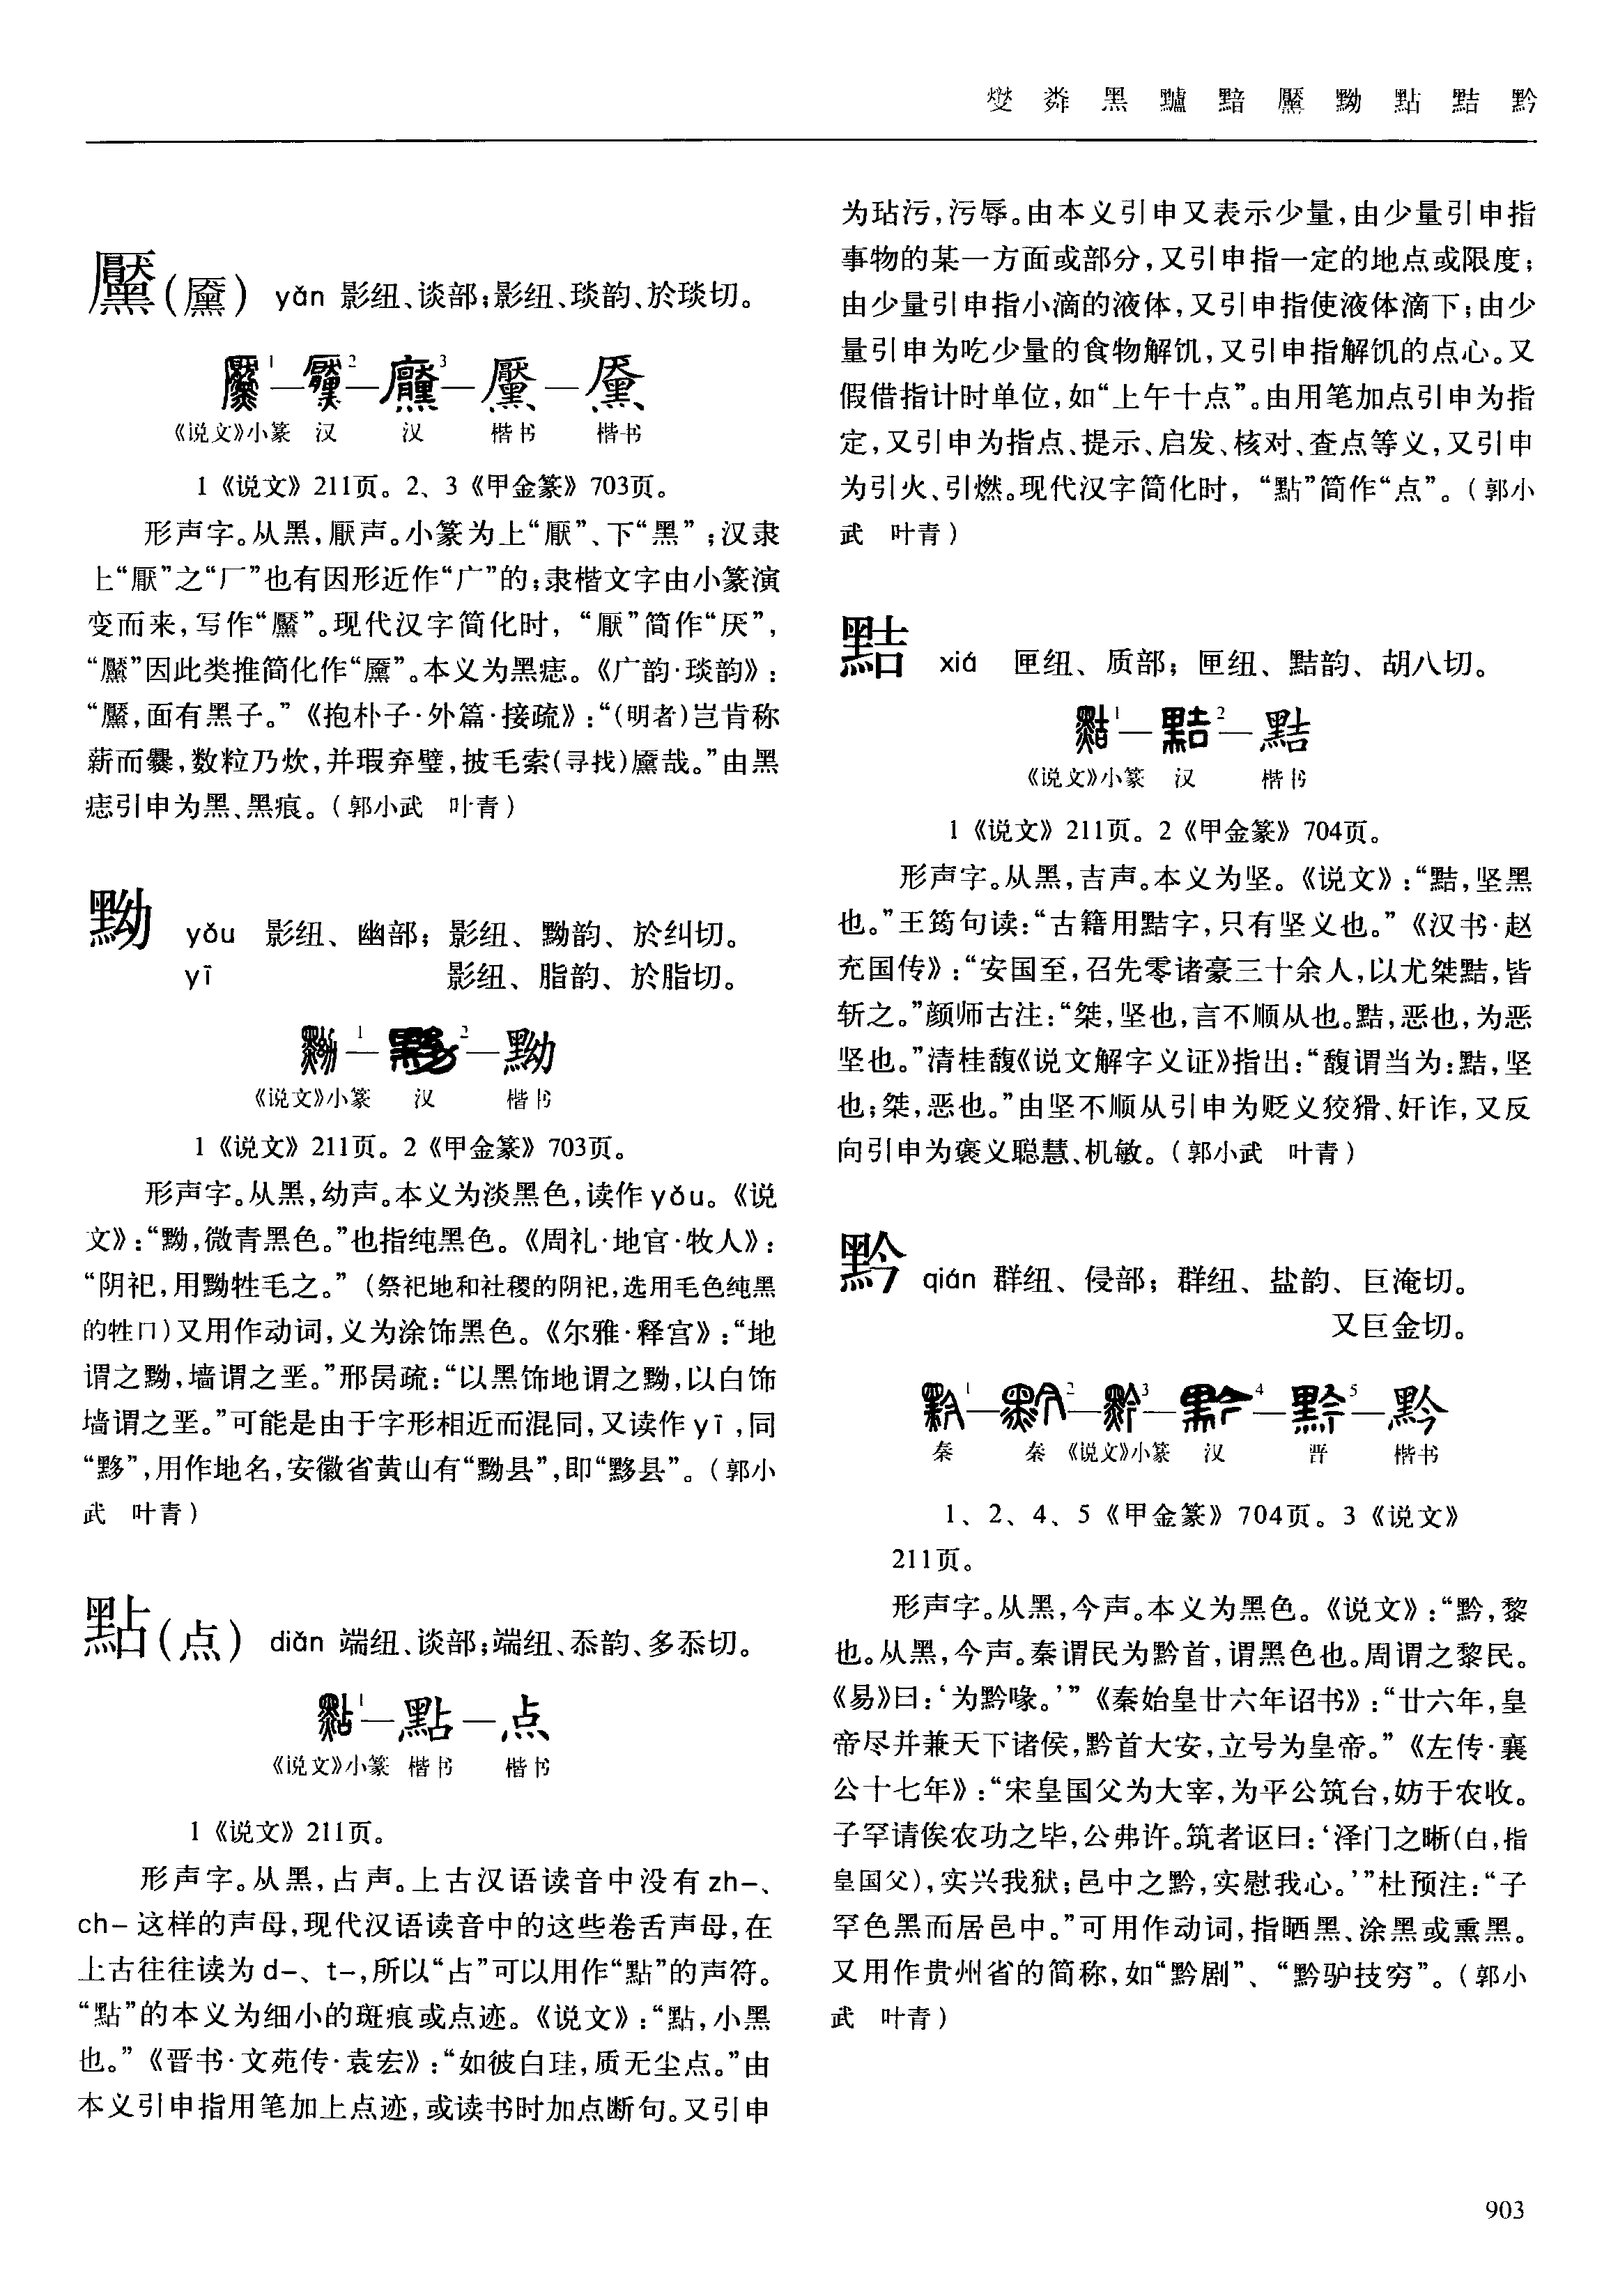 燮 粦 黑 黸 黯 黶 黝 點 黠 黔
黶(黡) yǎn 影纽、谈部;影纽、琰韵、於琰切。
黶1—黶2—黶3—黶—黡
《说文》小篆 汉 汉 楷书 楷书
1《说文》211页。2、3《甲金篆》703页。
形声字。从黑,厭声。小篆为上“厭”、下“黑”;汉隶
上“厭”之“厂”也有因形近作“广”的;隶楷文字由小篆演
变而来,写作“黶”。现代汉字简化时,“厭”简作“厌”,
“黶”因此类推简化作“黡”。本义为黑痣。《广韵·琰韵》:
“黶,面有黑子。”《抱朴子·外篇·接疏》:“(明者)岂肯称
薪而爨,数粒乃炊,并瑕弃璧,披毛索(寻找)黡哉。”由黑
痣引申为黑、黑痕。(郭小武 叶青)
黝 yǒu 影纽、幽部;影纽、黝韵、於纠切。
yī 影纽、脂韵、於脂切。
黝1—黝2—黝
《说文》小篆 汉 楷书
1《说文》211页。2《甲金篆》703页。
形声字。从黑,幼声。本义为淡黑色,读作yǒu。《说
文》:“黝,微青黑色。”也指纯黑色。《周礼·地官·牧人》:
“阴祀,用黝牲毛之。”(祭祀地和社稷的阴祀,选用毛色纯黑
的牲口)又用作动词,义为涂饰黑色。《尔雅·释宫》:“地
谓之黝,墙谓之垩。”邢昺疏:“以黑饰地谓之黝,以白饰
墙谓之垩。”可能是由于字形相近而混同,又读作yī,同
“黟”,用作地名,安徽省黄山有“黝县”,即“黟县”。(郭小
武 叶青)
點(点) diǎn 端纽、谈部;端纽、忝韵、多忝切。
點1—點—点
《说文》小篆 楷书 楷书
1《说文》211页。
形声字。从黑,占声。上古汉语读音中没有zh-、
ch-这样的声母,现代汉语读音中的这些卷舌声母,在
上古往往读为d-、t-,所以“占”可以用作“點”的声符。
“點”的本义为细小的斑痕或点迹。《说文》:“點,小黑
也。”《晋书·文苑传·袁宏》:“如彼白珪,质无尘点。”由
本义引申指用笔加上点迹,或读书时加点断句。又引申
为玷污,污辱。由本义引申又表示少量,由少量引申指
事物的某一方面或部分,又引申指一定的地点或限度;
由少量引申指小滴的液体,又引申指使液体滴下;由少
量引申为吃少量的食物解饥,又引申指解饥的点心。又
假借指计时单位,如“上午十点”。由用笔加点引申为指
定,又引申为指点、提示、启发、核对、查点等义,又引申
为引火、引燃。现代汉字简化时,“點”简作“点”。(郭小
武 叶青)
黠 xiá 匣纽、质部;匣纽、黠韵、胡八切。
黠1—黠2—黠
《说文》小篆 汉 楷书
1《说文》211页。2《甲金篆》704页。
形声字。从黑,吉声。本义为坚。《说文》:“黠,坚黑
也。”王筠句读:“古籍用黠字,只有坚义也。”《汉书·赵
充国传》:“安国至,召先零诸豪三十余人,以尤桀黠,皆
斩之。”颜师古注:“桀,坚也,言不顺从也。黠,恶也,为恶
坚也。”清桂馥《说文解字义证》指出:“馥谓当为:黠,坚
也;桀,恶也。”由坚不顺从引申为贬义狡猾、奸诈,又反
向引申为褒义聪慧、机敏。(郭小武 叶青)
黔 qián 群纽、侵部;群纽、盐韵、巨淹切。
又巨金切。
黔1—黔2—黔3—黔4—黔5—黔
秦 秦 《说文》小篆 汉 晋 楷书
1、2、4、5《甲金篆》704页。3《说文》
211页。
形声字。从黑,今声。本义为黑色。《说文》:“黔,黎
也。从黑,今声。秦谓民为黔首,谓黑色也。周谓之黎民。
《易》曰:‘为黔喙。’”《秦始皇廿六年诏书》:“廿六年,皇
帝尽并兼天下诸侯,黔首大安,立号为皇帝。”《左传·襄
公十七年》:“宋皇国父为大宰,为平公筑台,妨于农收。
子罕请俟农功之毕,公弗许。筑者讴曰:‘泽门之晰(白,指
皇国父),实兴我狱;邑中之黔,实慰我心。’”杜预注:“子
罕色黑而居邑中。”可用作动词,指晒黑、涂黑或熏黑。
又用作贵州省的简称,如“黔剧”、“黔驴技穷”。(郭小
武 叶青)
903